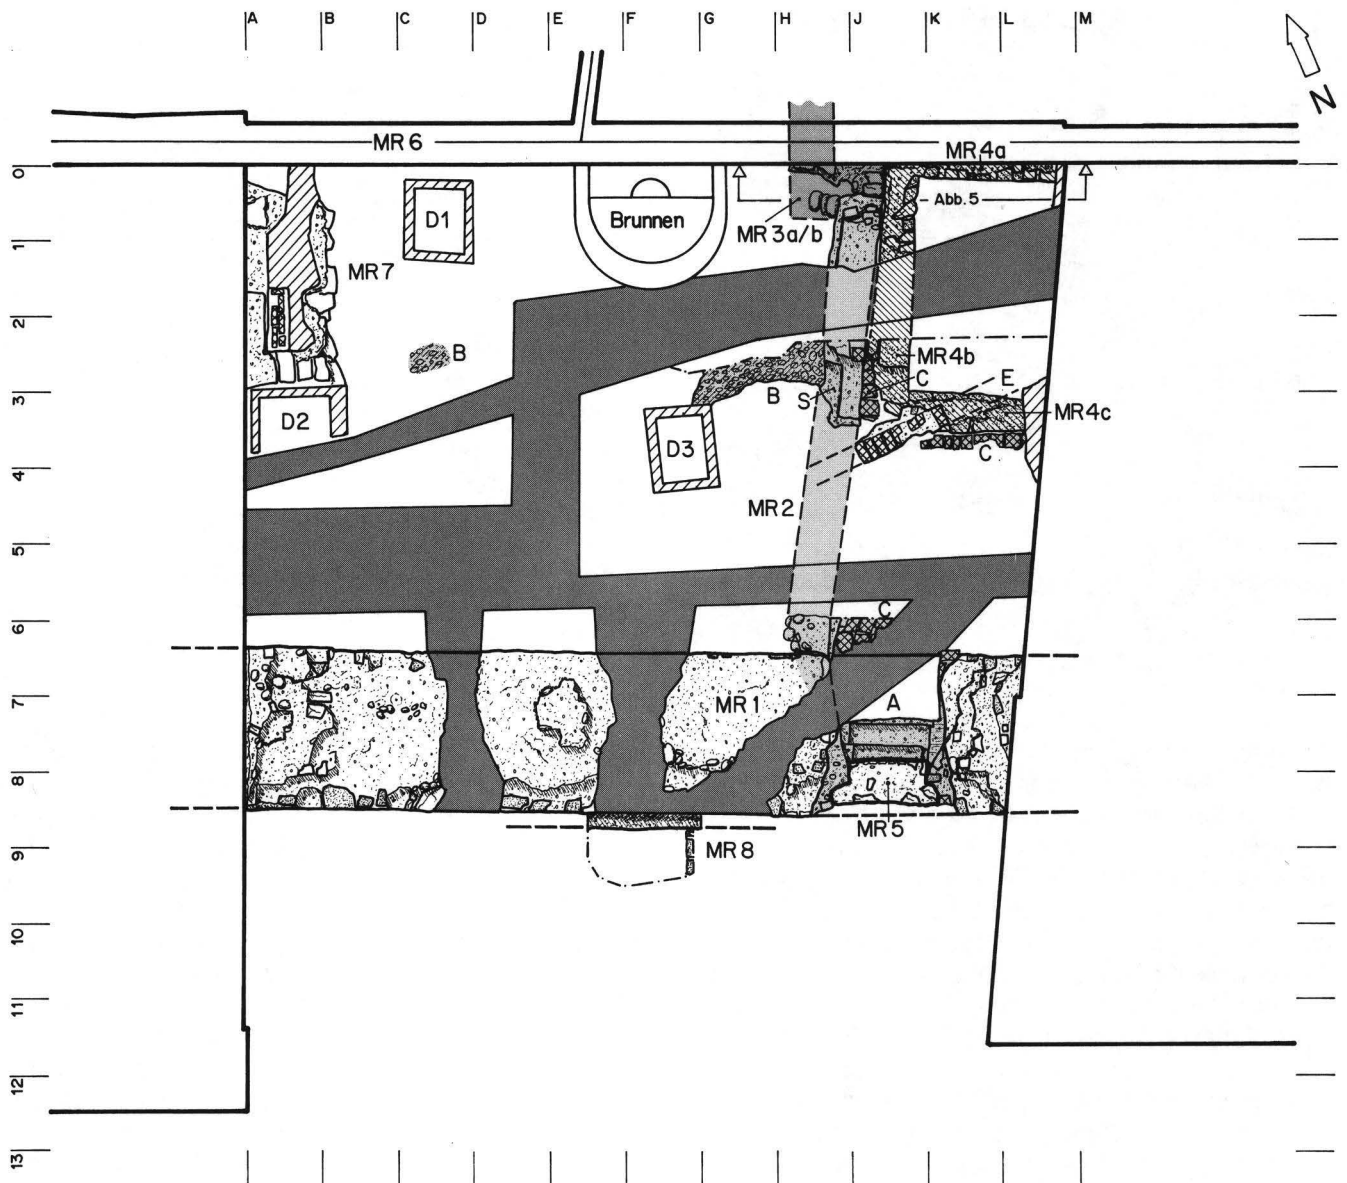 A B C D E F G H J K L M
N
MR 6
MR 4a
0
Abb. 5
D1
Brunnen
MR 3a/b
1
MR 7
2
B
MR 4b
C
E
3
B
S
MR 4c
D2
D3
C
4
MR 2
5
C
6
MR 1
A
7
8
MR 5
MR 8
9
10
11
12
13